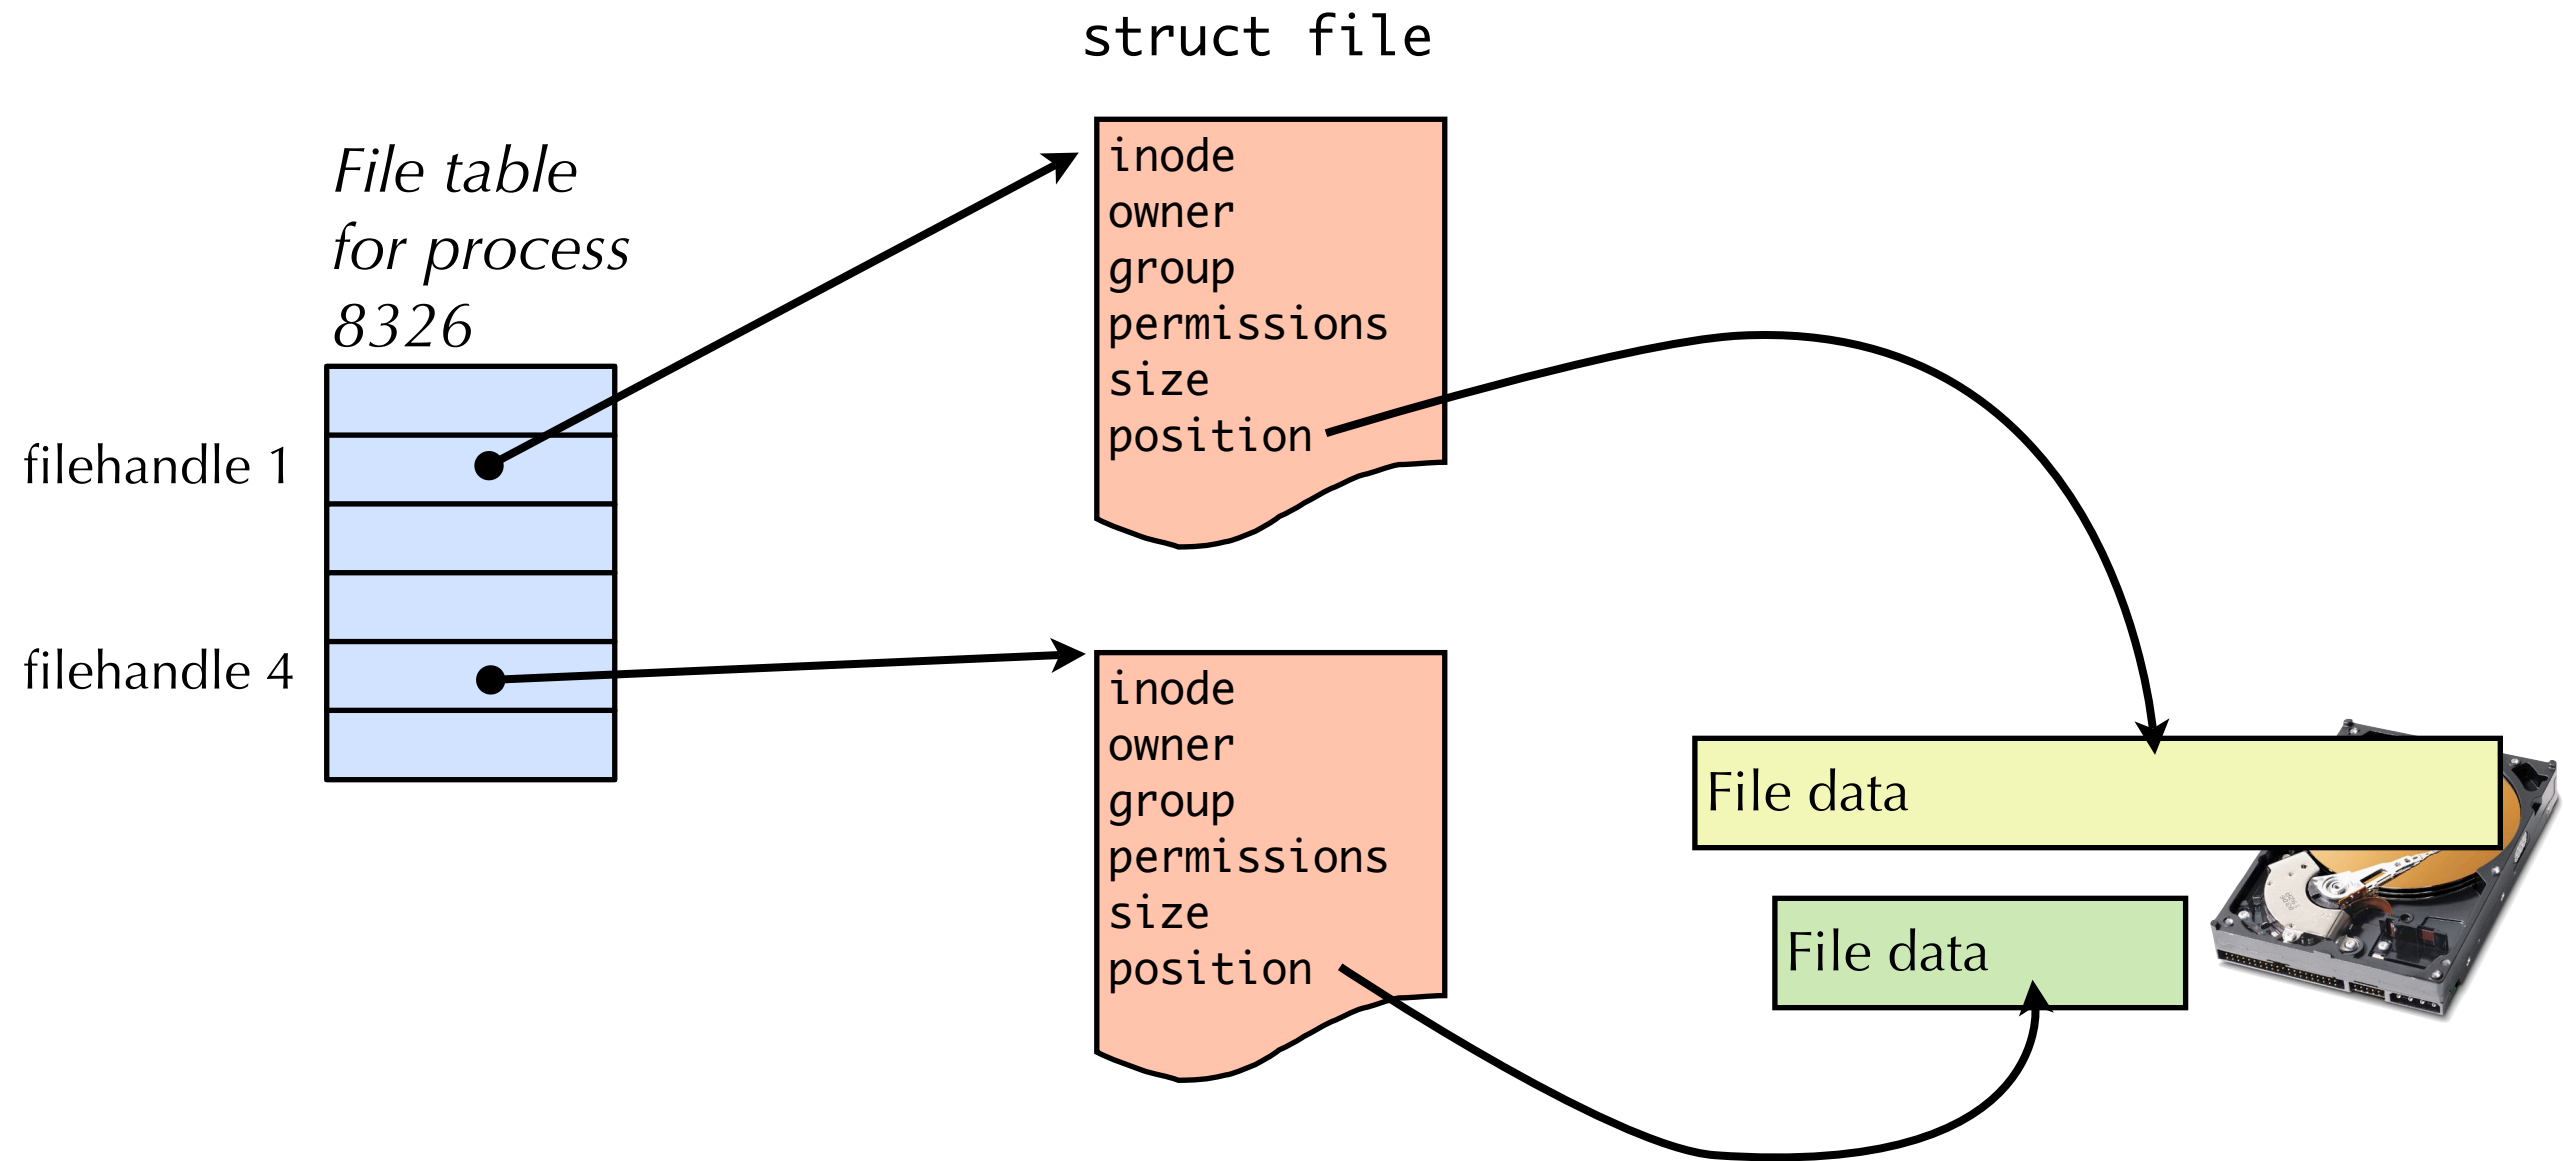 struct file
File table
for process
8326
filehandle 1
filehandle 4
inode
owner
group
permissions
size
position
inode
owner
group
permissions
size
position
File data
File data